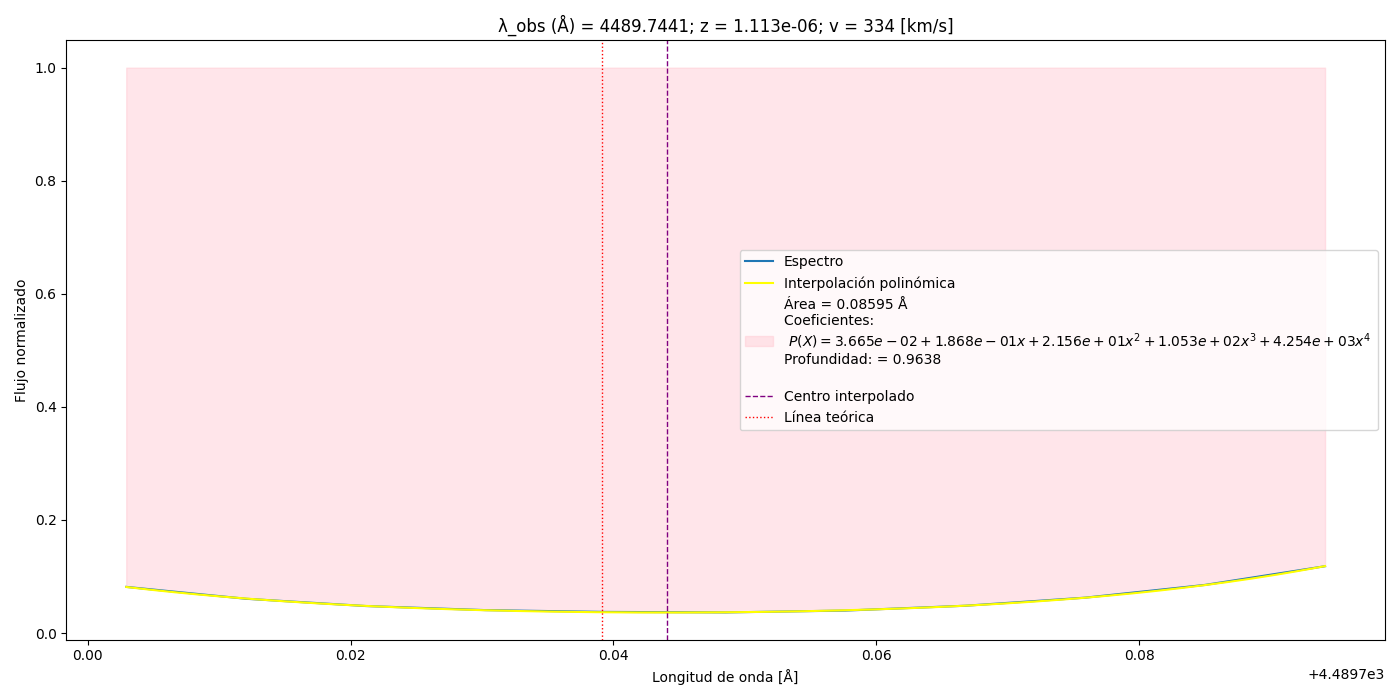 λ_obs (Å) = 4489.7441; z = 1.113e-06; v = 334 [km/s]
Flujo normalizado
1.0
0.8
0.6
0.4
0.2
0.0
Espectro
Interpolación polinómica
Área = 0.08595 Å
Coeficientes:
P(X) = 3.665e − 02 + 1.868e − 01x + 2.156e + 01x² + 1.053e + 02x³ + 4.254e + 03x⁴
Profundidad: = 0.9638
Centro interpolado
Línea teórica
0.00 0.02 0.04 0.06 0.08
+4.4897e3
Longitud de onda [Å]